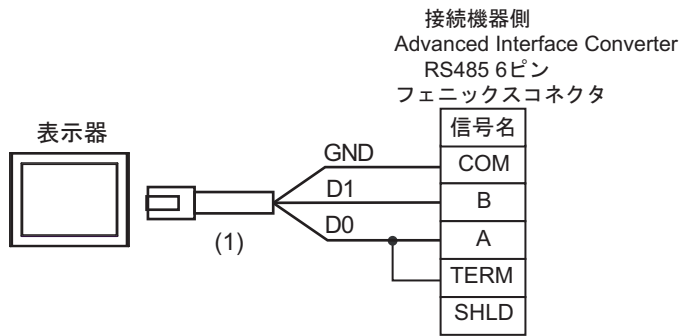 接続機器側
Advanced Interface Converter
RS485 6ピン
フェニックスコネクタ
表示器
信号名
GND
COM
D1
B
D0
A
(1)
TERM
SHLD